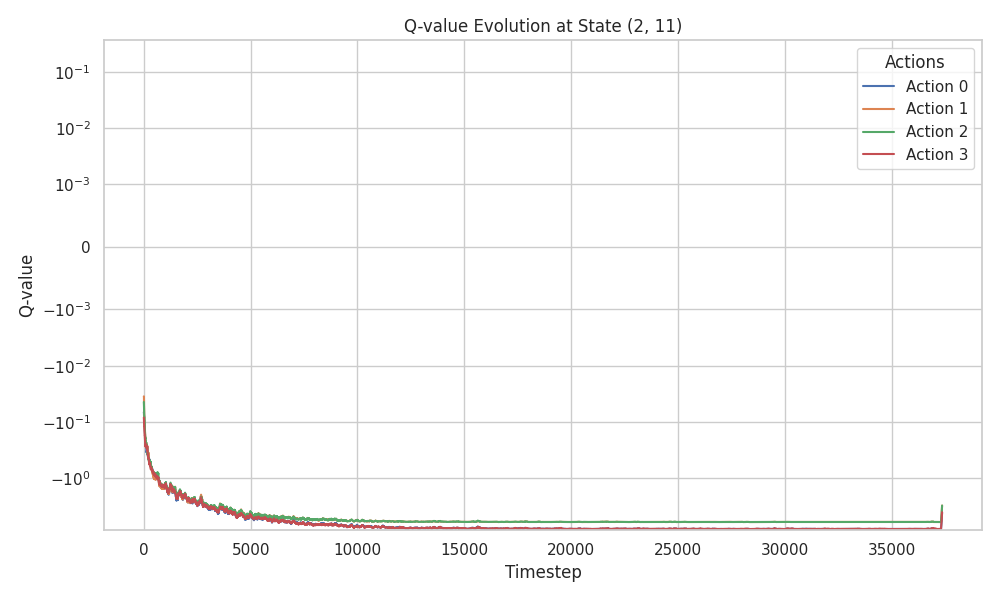 Q-value Evolution at State (2, 11)
Actions
Action 0
Action 1
Action 2
Action 3
Q-value
10⁻¹
10⁻²
10⁻³
0
−10⁻³
−10⁻²
−10⁻¹
−10⁰
0 5000 10000 15000 20000 25000 30000 35000
Timestep